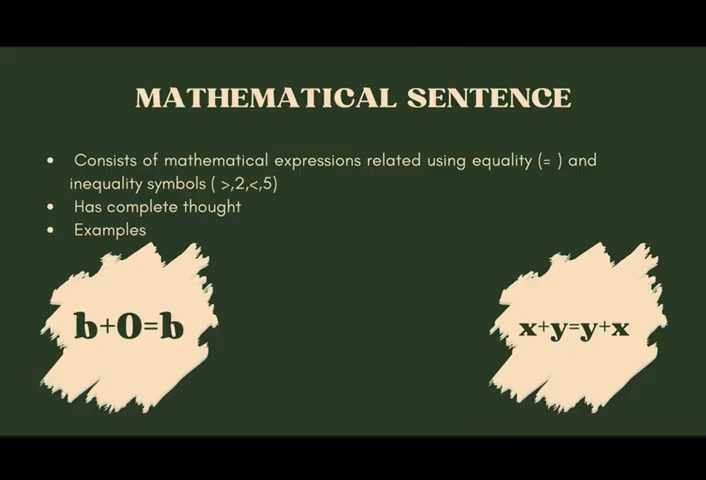 MATHEMATICAL SENTENCE
• Consists of mathematical expressions related using equality (= ) and
inequality symbols ( >,2,<,5)
• Has complete thought
• Examples
b+0=b
x+y=y+x